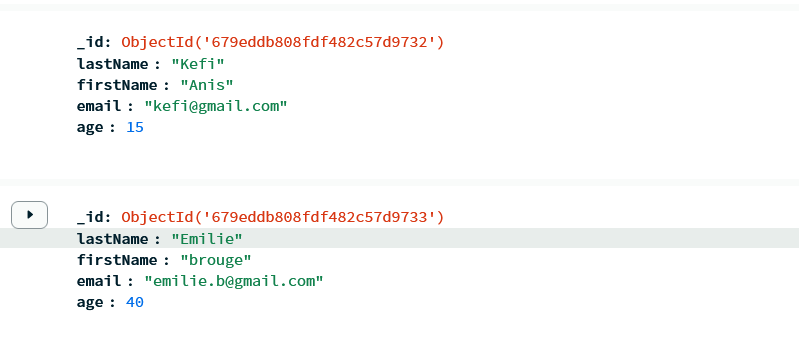 _id: ObjectId('679eddb808fdf482c57d9732')
lastName : "Kefi"
firstName : "Anis"
email : "kefi@gmail.com"
age : 15
_id: ObjectId('679eddb808fdf482c57d9733')
lastName : "Emilie"
firstName : "brouge"
email : "emilie.b@gmail.com"
age : 40